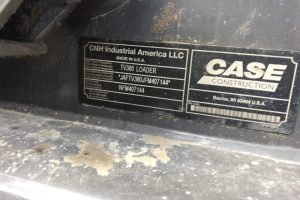 CNH Industrial America LLC
MADE IN U.S.A.
TV380 LOADER
*JAFTV380JFM407144*
NFM407144
CASE
CONSTRUCTION
Racine, WI 53404 U.S.A.